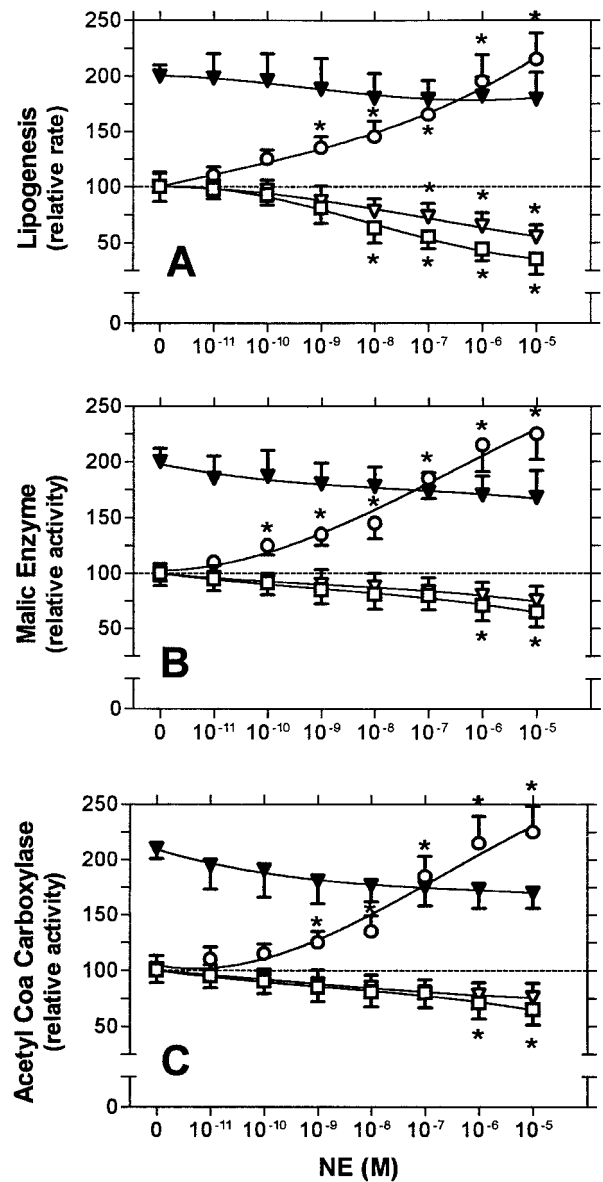 250
200
150
100
50
0
Lipogenesis
(relative rate)
A
* * * * * *
* * *
* * * *
0 10⁻¹¹ 10⁻¹⁰ 10⁻⁹ 10⁻⁸ 10⁻⁷ 10⁻⁶ 10⁻⁵
250
200
150
100
50
0
Malic Enzyme
(relative activity)
B
* * * * * *
* *
0 10⁻¹¹ 10⁻¹⁰ 10⁻⁹ 10⁻⁸ 10⁻⁷ 10⁻⁶ 10⁻⁵
250
200
150
100
50
0
Acetyl Coa Carboxylase
(relative activity)
C
* * * * *
* *
0 10⁻¹¹ 10⁻¹⁰ 10⁻⁹ 10⁻⁸ 10⁻⁷ 10⁻⁶ 10⁻⁵
NE (M)